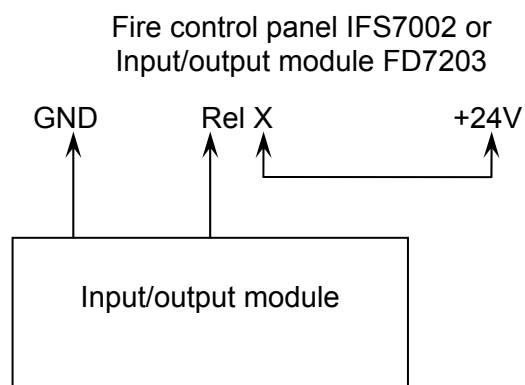 Fire control panel IFS7002 or
Input/output module FD7203
GND Rel X +24V
Input/output module